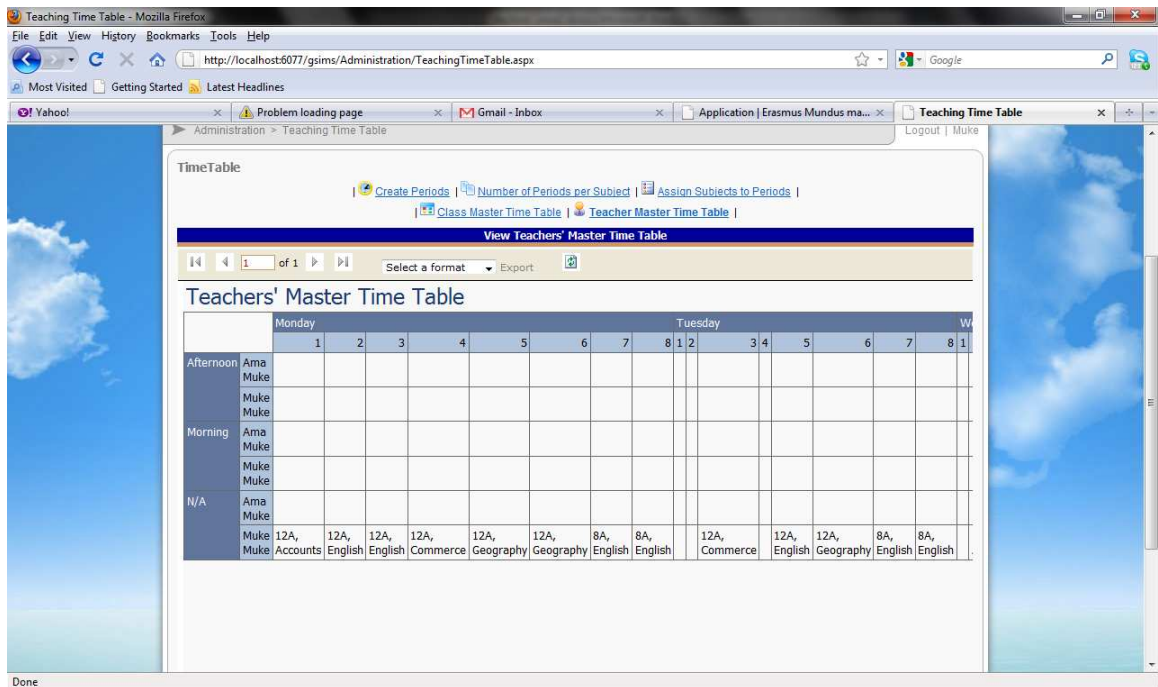 Teaching Time Table - Mozilla Firefox
File Edit View History Bookmarks Tools Help
http://localhost:6077/gsims/Administration/TeachingTimeTable.aspx Google
Most Visited Getting Started Latest Headlines
Yahoo! Problem loading page Gmail - Inbox Application | Erasmus Mundus ma... Teaching Time Table
Administration > Teaching Time Table Logout | Muke
TimeTable
| Create Periods | Number of Periods per Subject | Assign Subjects to Periods |
| Class Master Time Table | Teacher Master Time Table |
View Teachers' Master Time Table
1 of 1 Select a format Export
Teachers' Master Time Table
Monday Tuesday We
1 2 3 4 5 6 7 8 1 2 3 4 5 6 7 8 1
Afternoon Ama
Muke
Muke
Muke
Morning Ama
Muke
Muke
Muke
N/A Ama
Muke
Muke 12A, 12A, 12A, 12A, 12A, 12A, 8A, 8A, 12A, 12A, 12A, 8A, 8A,
Muke Accounts English English Commerce Geography Geography English English Commerce English Geography English English
Done